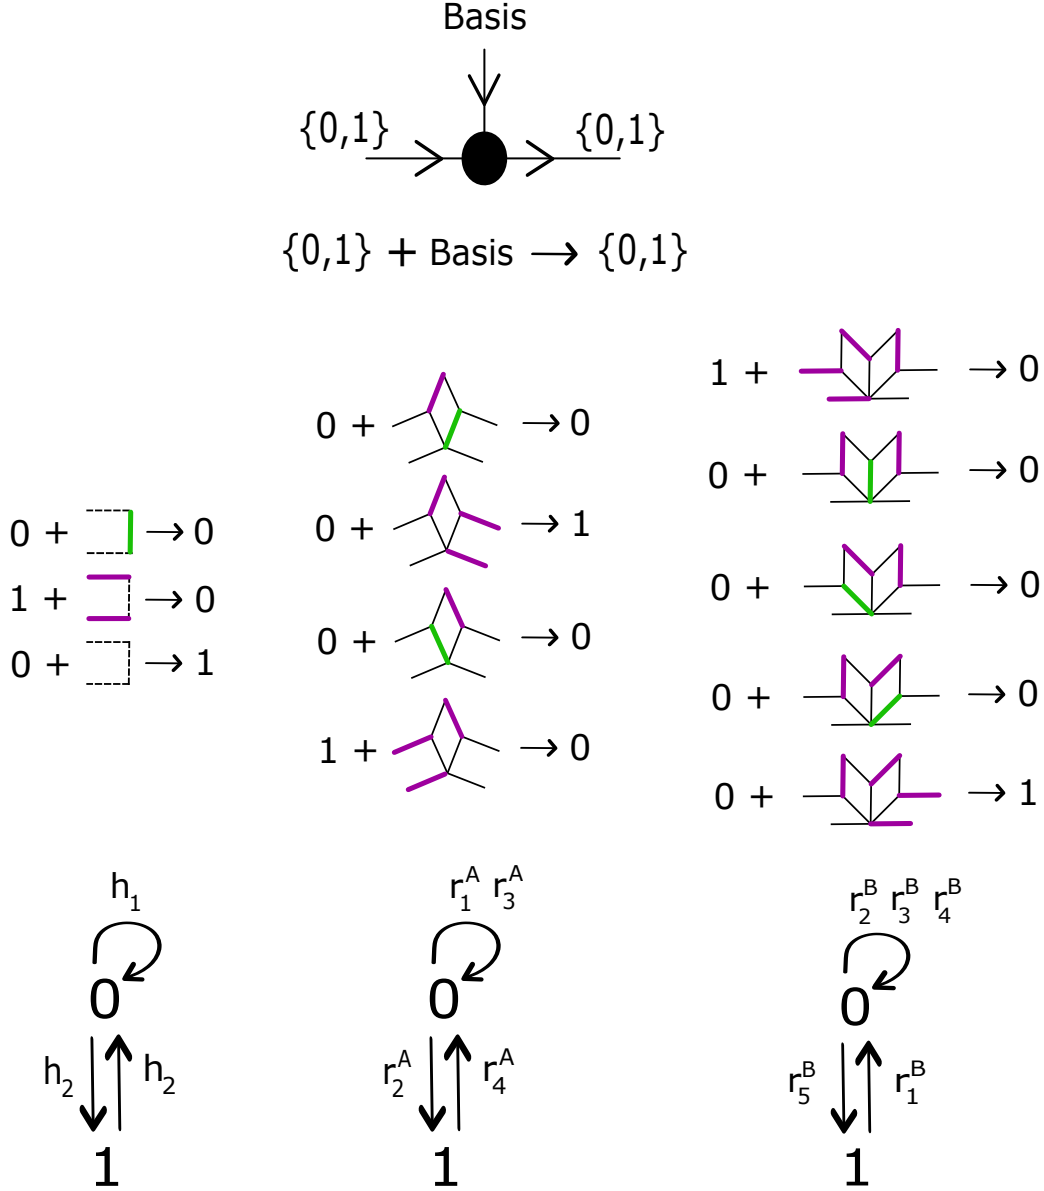 Basis
{0,1} {0,1}
{0,1} + Basis → {0,1}
0 + → 0
1 + → 0
0 + → 1
0 + → 0
0 + → 1
0 + → 0
1 + → 0
1 + → 0
0 + → 0
0 + → 0
0 + → 0
0 + → 1
h₁
0
h₂ h₂
1
r₁ᴬ r₃ᴬ
0
r₂ᴬ r₄ᴬ
1
r₂ᴮ r₃ᴮ r₄ᴮ
0
r₅ᴮ r₁ᴮ
1